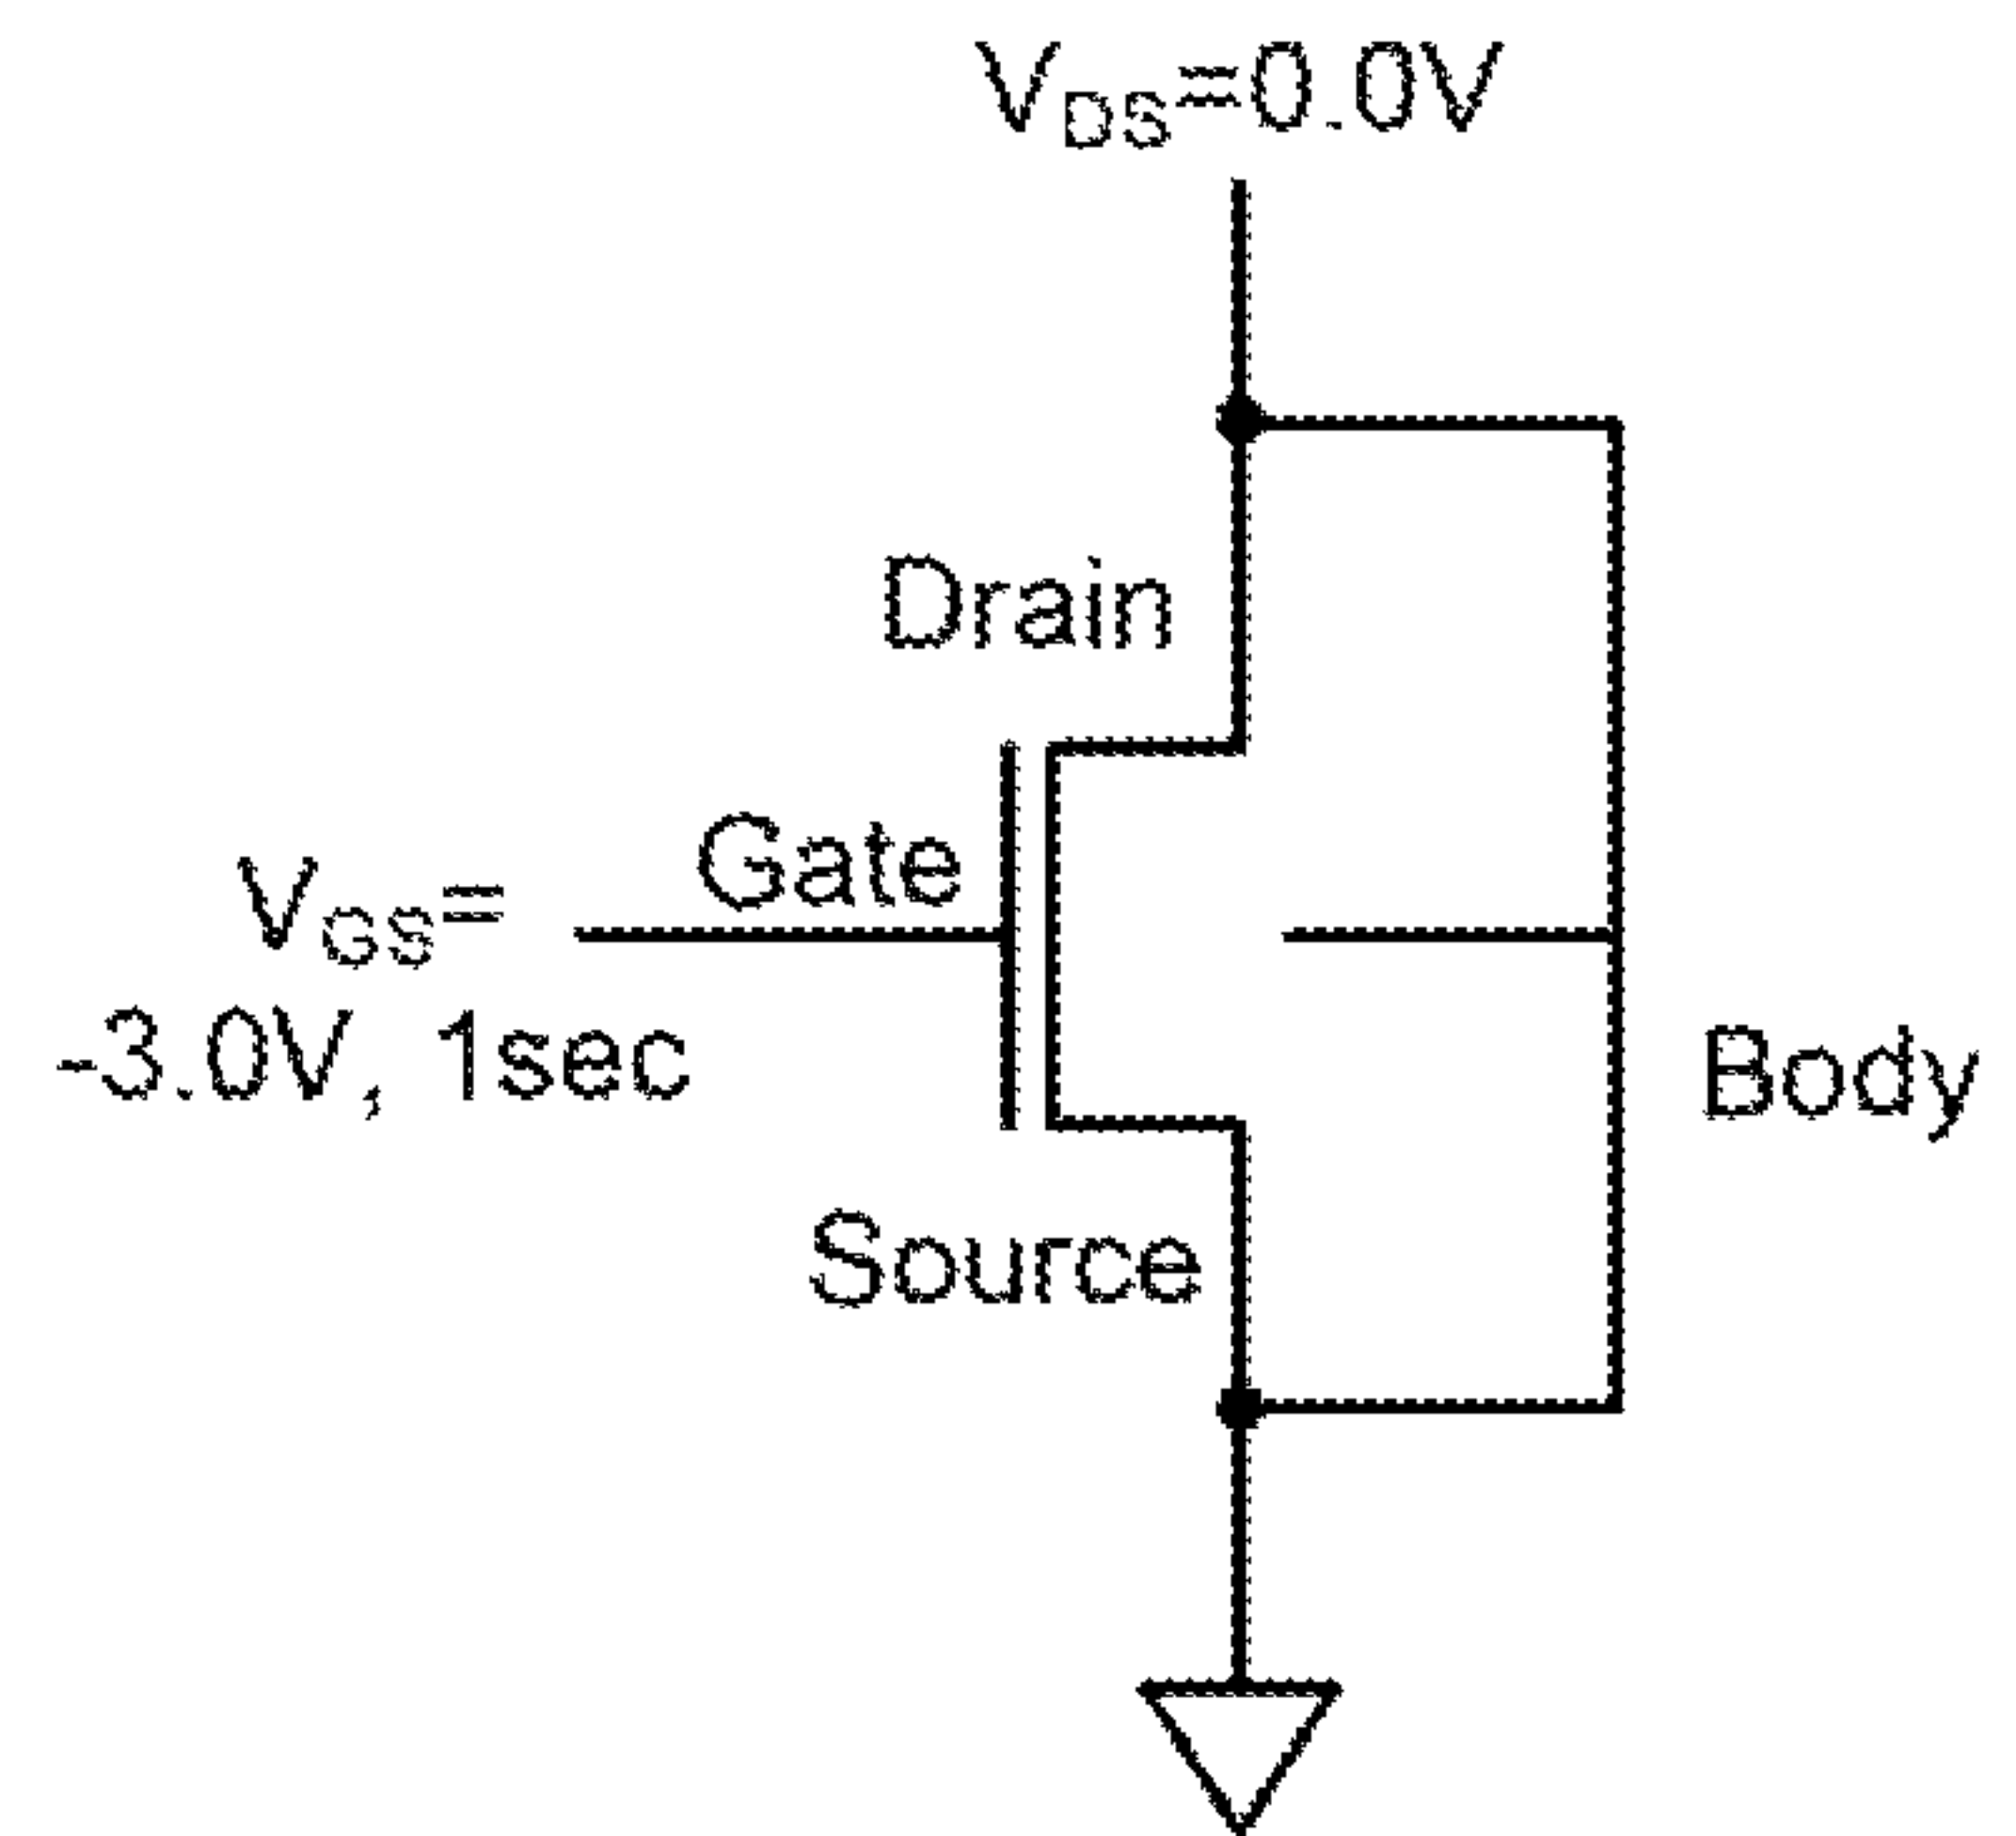 VDS=0.0V
Drain
Gate
VGS=
-3.0V, 1sec
Body
Source